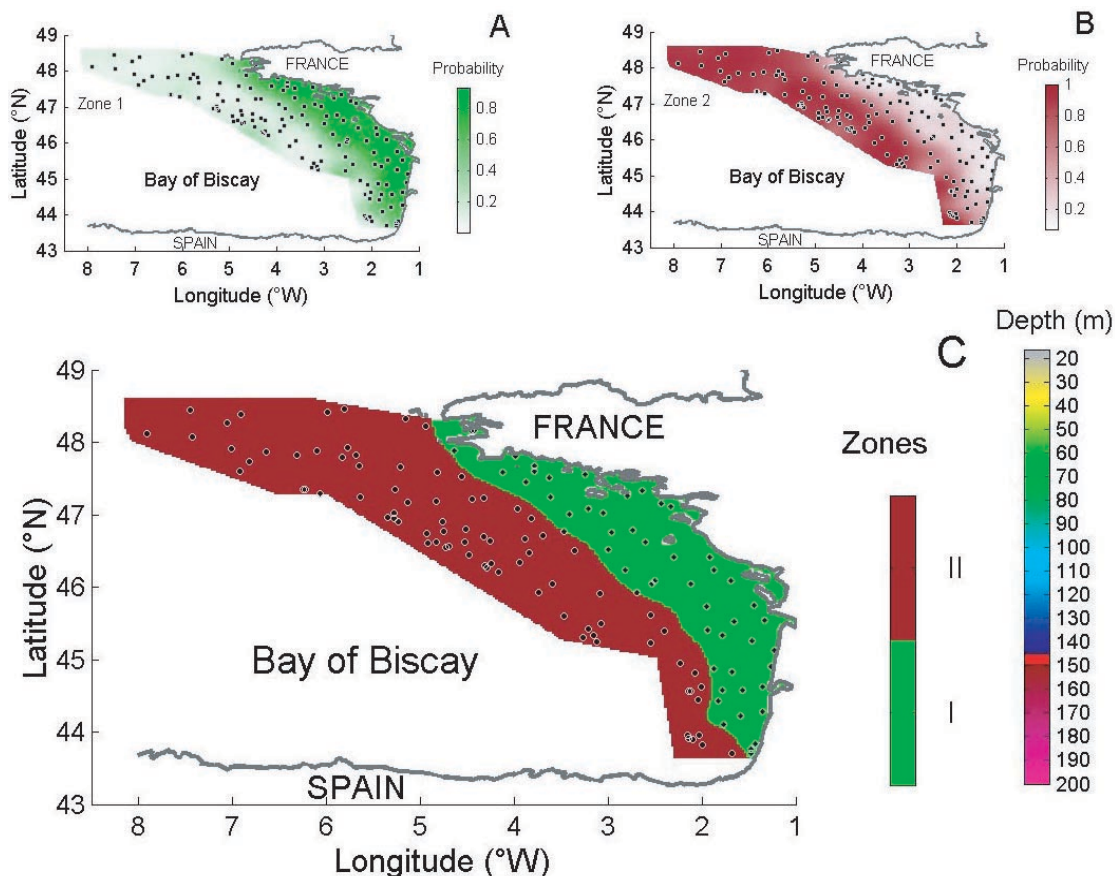 A
49
48
47
46
45
44
43
Latitude (°N)
FRANCE
Zone 1
Bay of Biscay
SPAIN
8 7 6 5 4 3 2 1
Longitude (°W)
Probability
0.8
0.6
0.4
0.2
B
49
48
47
46
45
44
43
Latitude (°N)
FRANCE
Zone 2
Bay of Biscay
SPAIN
8 7 6 5 4 3 2 1
Longitude (°W)
Probability
1
0.8
0.6
0.4
0.2
C
49
48
47
46
45
44
43
Latitude (°N)
FRANCE
Bay of Biscay
SPAIN
8 7 6 5 4 3 2 1
Longitude (°W)
Zones
II
I
Depth (m)
20
30
40
50
60
70
80
90
100
110
120
130
140
150
160
170
180
190
200